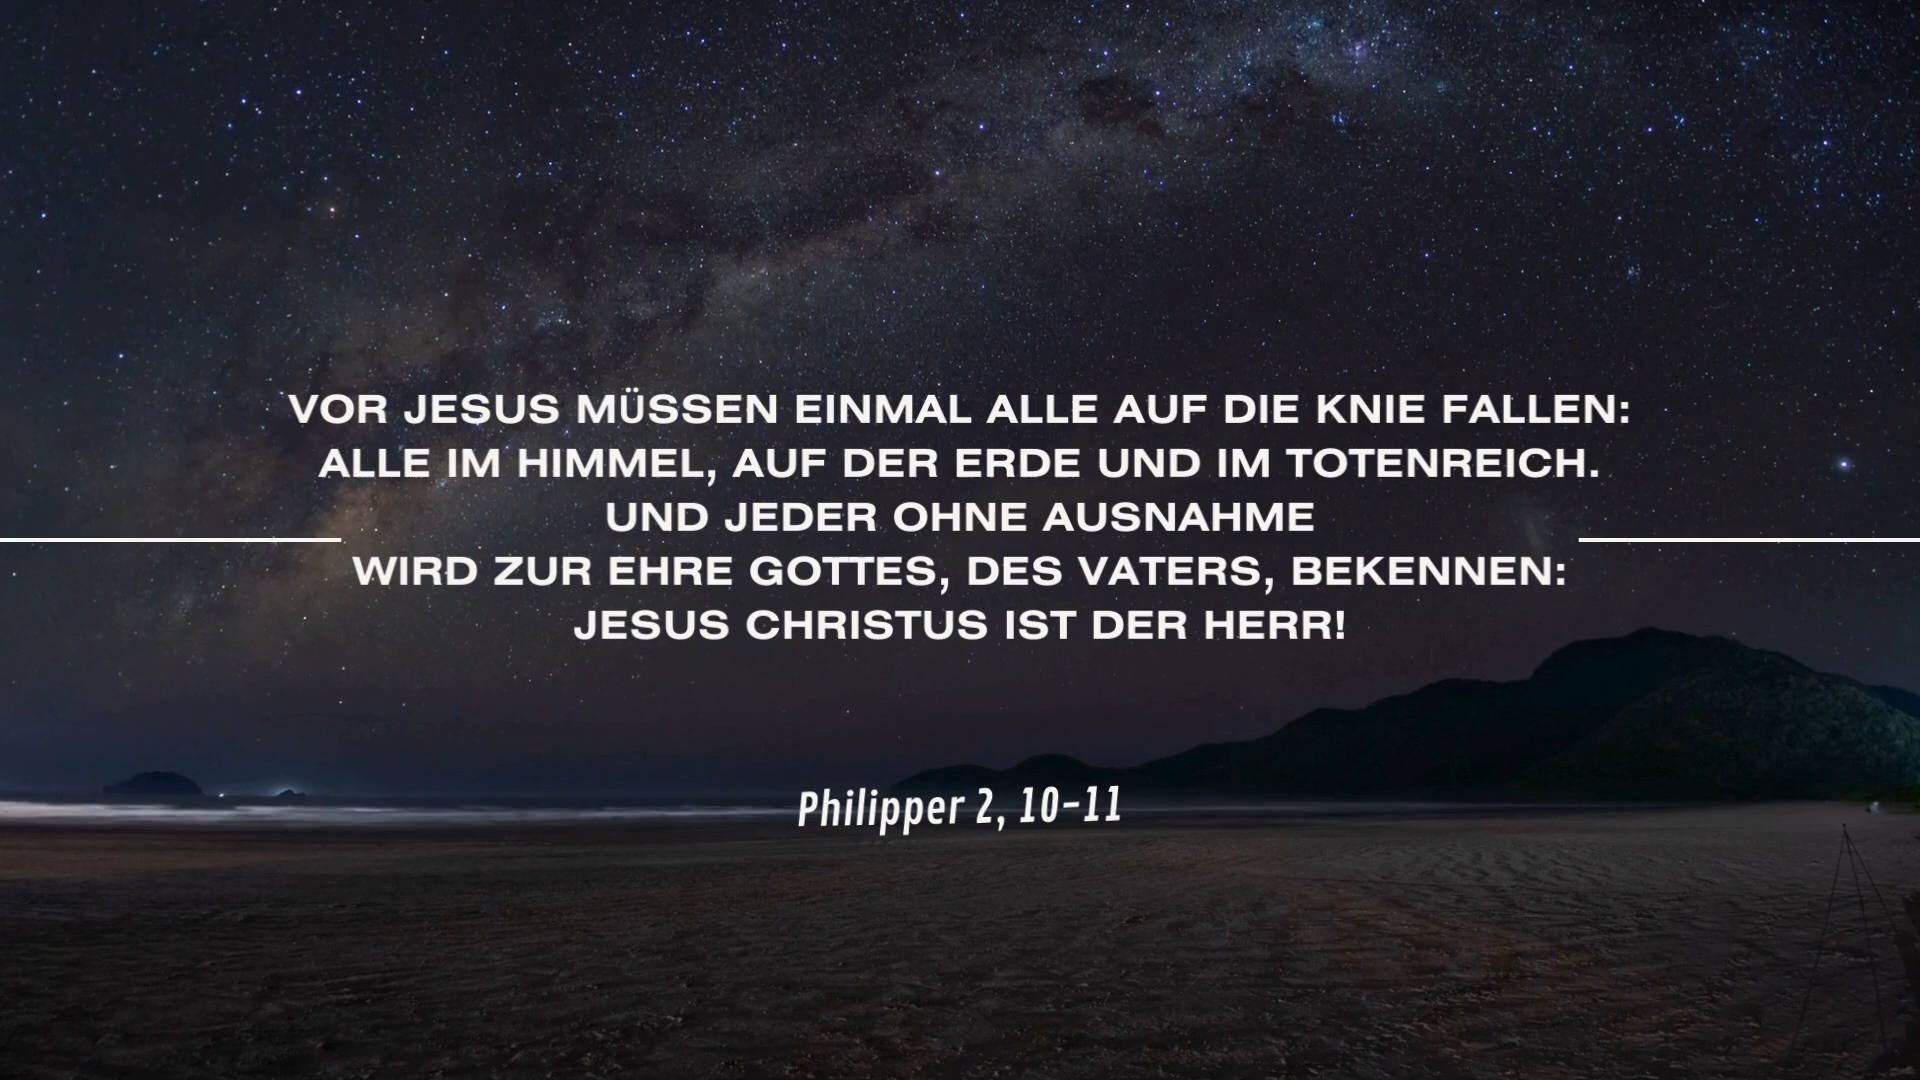 VOR JESUS MÜSSEN EINMAL ALLE AUF DIE KNIE FALLEN:
ALLE IM HIMMEL, AUF DER ERDE UND IM TOTENREICH.
UND JEDER OHNE AUSNAHME
WIRD ZUR EHRE GOTTES, DES VATERS, BEKENNEN:
JESUS CHRISTUS IST DER HERR!
Philipper 2, 10-11